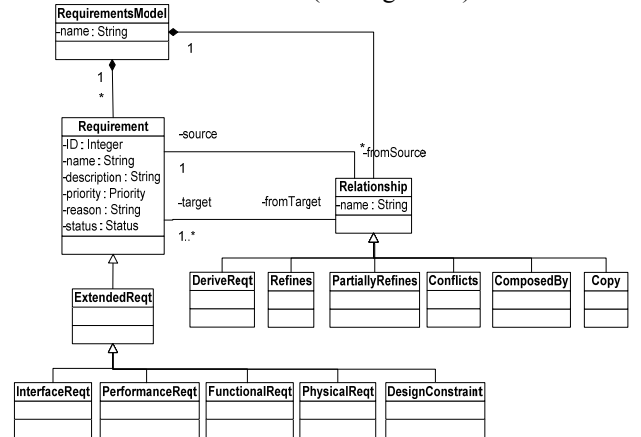 RequirementsModel
-name : String
1
1
*
Requirement
-ID : Integer
-name : String
-description : String
-priority : Priority
-reason : String
-status : Status
-source
1
*
-fromSource
-target
-fromTarget
1..*
Relationship
-name : String
ExtendedReqt
DeriveReqt
Refines
PartiallyRefines
Conflicts
ComposedBy
Copy
InterfaceReqt
PerformanceReqt
FunctionalReqt
PhysicalReqt
DesignConstraint